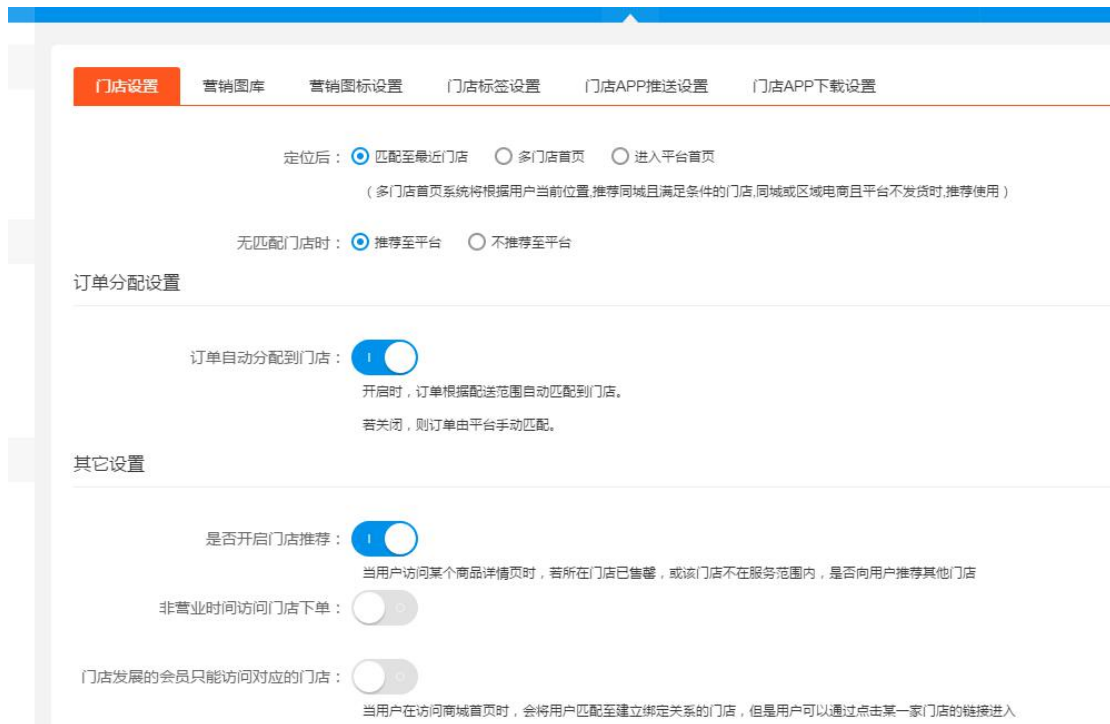 门店设置 营销图库 营销图标设置 门店标签设置 门店APP推送设置 门店APP下载设置
定位后： 匹配至最近门店 多门店首页 进入平台首页
（多门店首页系统将根据用户当前位置,推荐同城且满足条件的门店,同城或区域电商且平台不发货时,推荐使用）
无匹配门店时： 推荐至平台 不推荐至平台
订单分配设置
订单自动分配到门店：
开启时，订单根据配送范围自动匹配到门店。
若关闭，则订单由平台手动匹配。
其它设置
是否开启门店推荐：
当用户访问某个商品详情页时，若所在门店已售罄，或该门店不在服务范围内，是否向用户推荐其他门店
非营业时间访问门店下单：
门店发展的会员只能访问对应的门店：
当用户在访问商城首页时，会将用户匹配至建立绑定关系的门店，但是用户可以通过点击某一家门店的链接进入